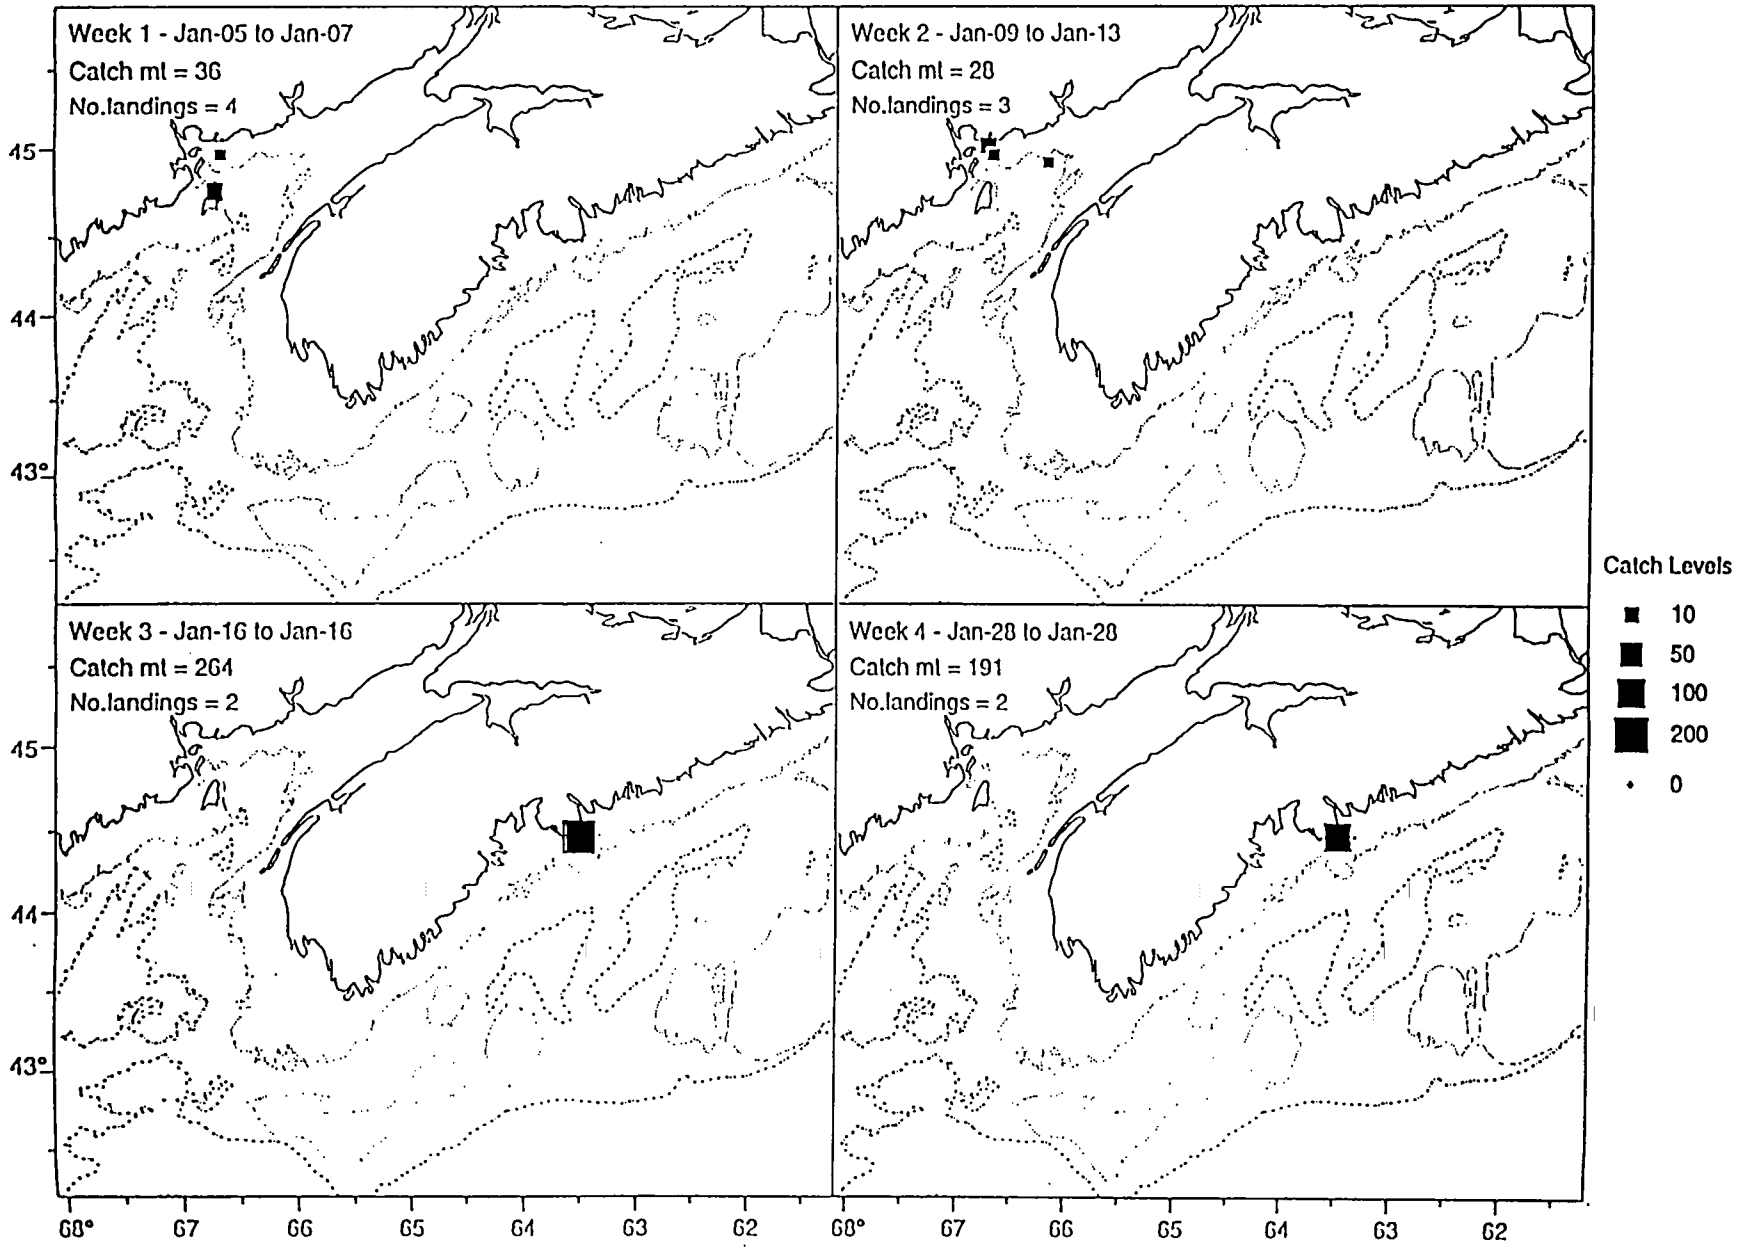 Week 1 - Jan-05 to Jan-07
Catch mt = 36
No.landings = 4
Week 2 - Jan-09 to Jan-13
Catch mt = 28
No.landings = 3
45
44
43°
Week 3 - Jan-16 to Jan-16
Catch mt = 264
No.landings = 2
Week 4 - Jan-28 to Jan-28
Catch mt = 191
No.landings = 2
45
44
43°
68° 67 66 65 64 63 62
68° 67 66 65 64 63 62
Catch Levels
10
50
100
200
0